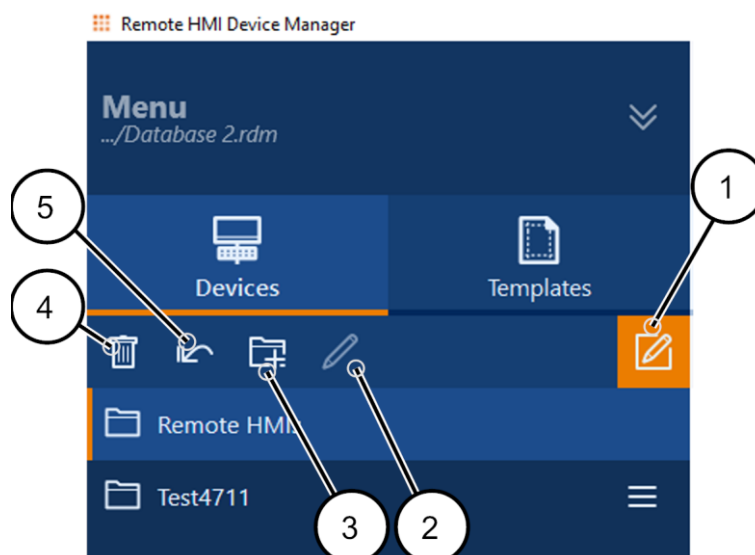 Remote HMI Device Manager
Menu
.../Database 2.rdm
1
5
Devices
Templates
4
Remote HMI
Test4711
3
2